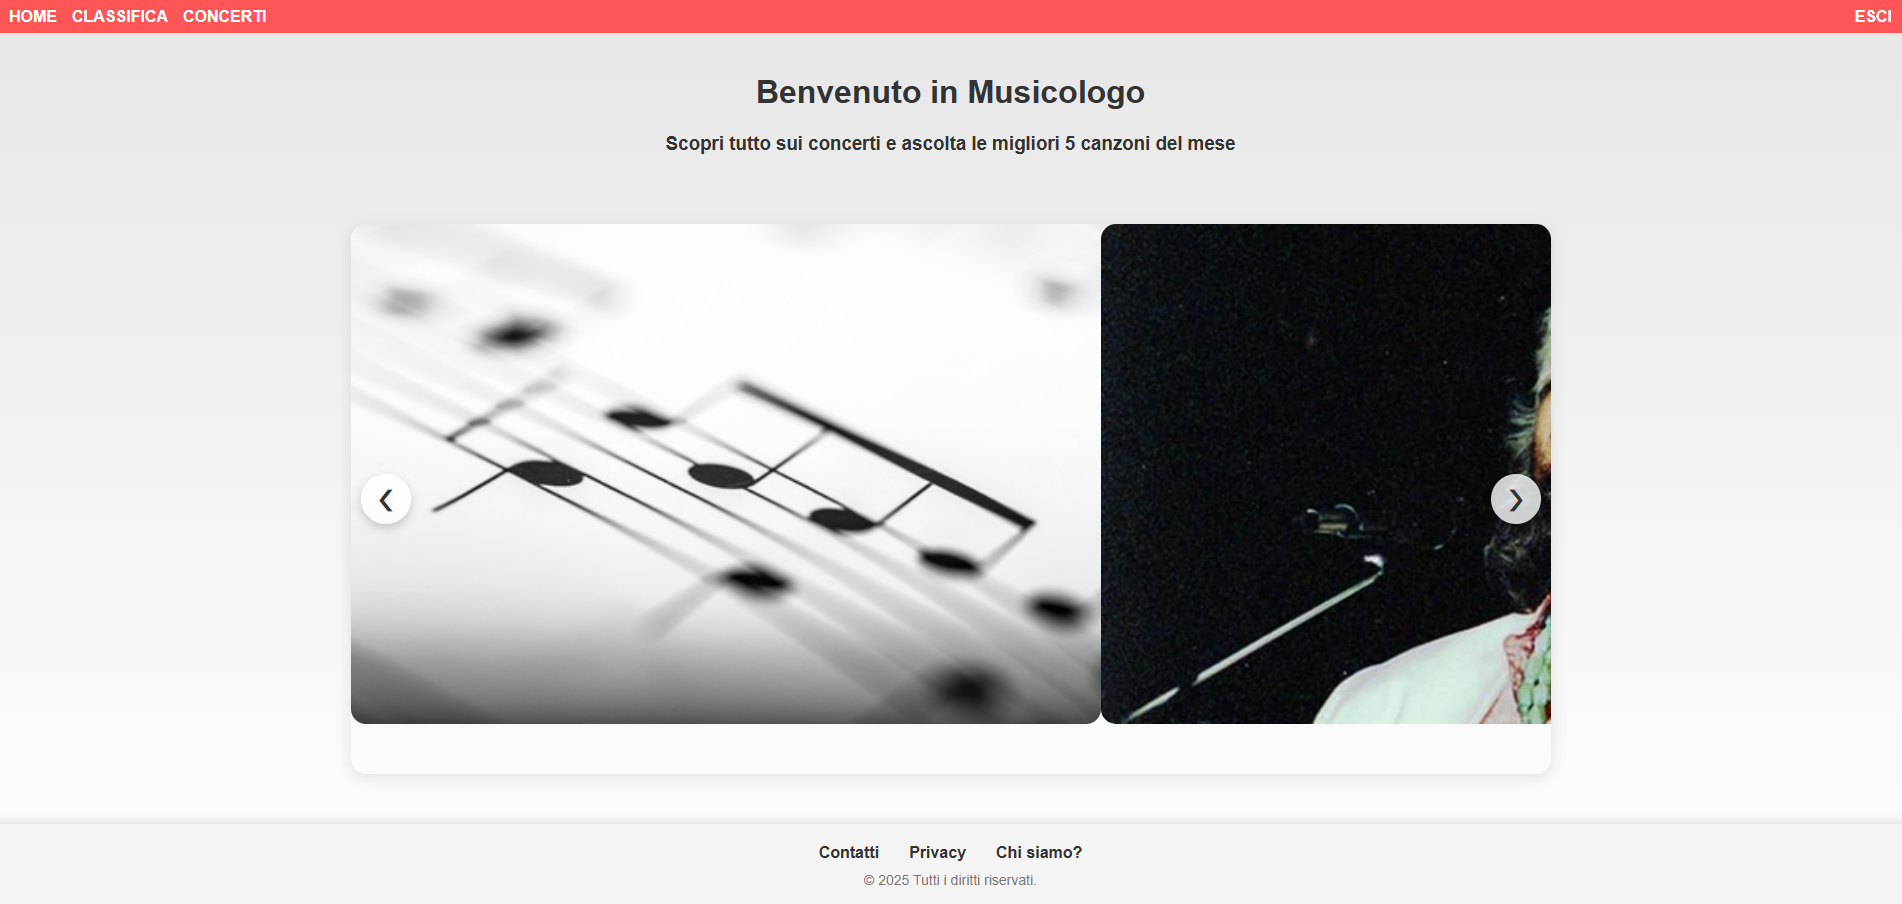 HOME CLASSIFICA CONCERTI ESCI
Benvenuto in Musicologo
Scopri tutto sui concerti e ascolta le migliori 5 canzoni del mese
❮ ❯
Contatti Privacy Chi siamo?
© 2025 Tutti i diritti riservati.